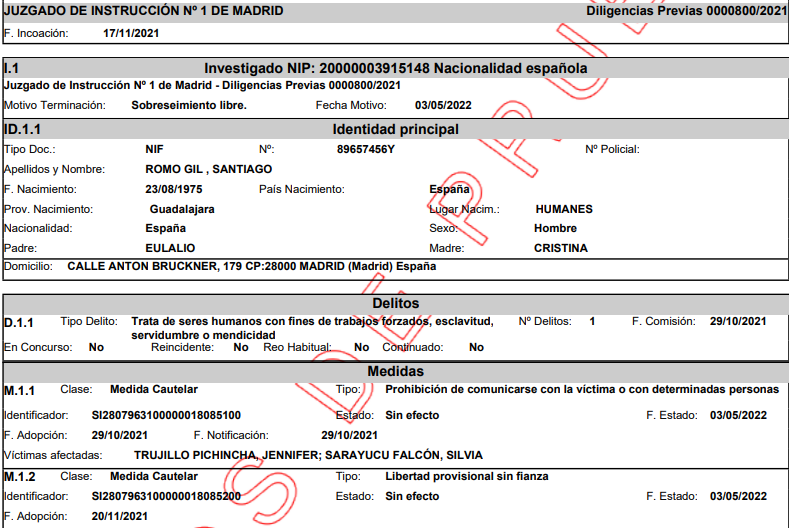 JUZGADO DE INSTRUCCIÓN Nº 1 DE MADRID Diligencias Previas 0000800/2021
F. Incoación: 17/11/2021
I.1 Investigado NIP: 20000003915148 Nacionalidad española
Juzgado de Instrucción Nº 1 de Madrid - Diligencias Previas 0000800/2021
Motivo Terminación: Sobreseimiento libre. Fecha Motivo: 03/05/2022
ID.1.1 Identidad principal
Tipo Doc.: NIF Nº: 89657456Y Nº Policial:
Apellidos y Nombre: ROMO GIL , SANTIAGO
F. Nacimiento: 23/08/1975 País Nacimiento: España
Prov. Nacimiento: Guadalajara Lugar Nacim.: HUMANES
Nacionalidad: España Sexo: Hombre
Padre: EULALIO Madre: CRISTINA
Domicilio: CALLE ANTON BRUCKNER, 179 CP:28000 MADRID (Madrid) España
Delitos
D.1.1 Tipo Delito: Trata de seres humanos con fines de trabajos forzados, esclavitud, Nº Delitos: 1 F. Comisión: 29/10/2021
servidumbre o mendicidad
En Concurso: No Reincidente: No Reo Habitual: No Continuado: No
Medidas
M.1.1 Clase: Medida Cautelar Tipo: Prohibición de comunicarse con la víctima o con determinadas personas
Identificador: SI2807963100000018085100 Estado: Sin efecto F. Estado: 03/05/2022
F. Adopción: 29/10/2021 F. Notificación: 29/10/2021
Víctimas afectadas: TRUJILLO PICHINCHA, JENNIFER; SARAYUCU FALCÓN, SILVIA
M.1.2 Clase: Medida Cautelar Tipo: Libertad provisional sin fianza
Identificador: SI2807963100000018085200 Estado: Sin efecto F. Estado: 03/05/2022
F. Adopción: 20/11/2021